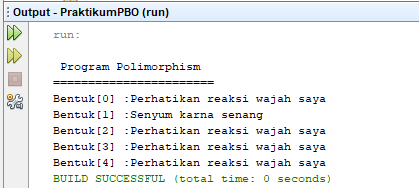 Output - PraktikumPBO (run)
run:
Program Polimorphism
========================
Bentuk[0] :Perhatikan reaksi wajah saya
Bentuk[1] :Senyum karna senang
Bentuk[2] :Perhatikan reaksi wajah saya
Bentuk[3] :Perhatikan reaksi wajah saya
Bentuk[4] :Perhatikan reaksi wajah saya
BUILD SUCCESSFUL (total time: 0 seconds)